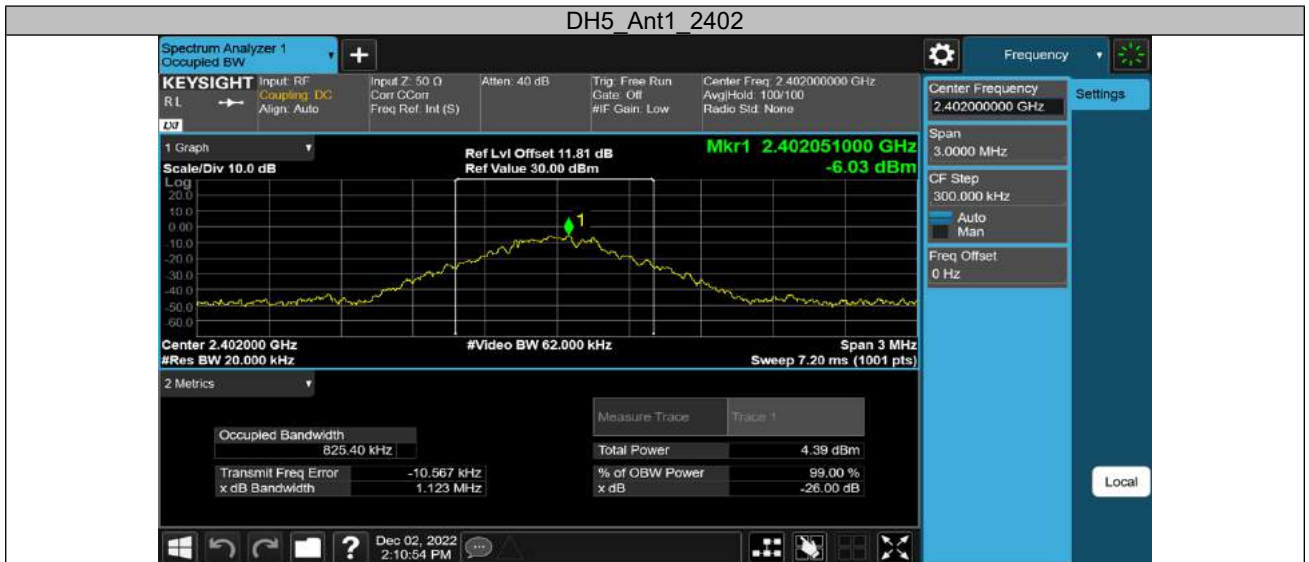 DH5_Ant1_2402
Spectrum Analyzer 1
Occupied BW
Frequency
KEYSIGHT
R L
LXI
Input: RF
Coupling: DC
Align: Auto
Input Z: 50 Ω
Corr CCorr
Freq Ref: Int (S)
Atten: 40 dB
Trig: Free Run
Gate: Off
#IF Gain: Low
Center Freq: 2.402000000 GHz
Avg|Hold: 100/100
Radio Std: None
Center Frequency
2.402000000 GHz
Settings
Span
3.0000 MHz
CF Step
300.000 kHz
Auto
Man
Freq Offset
0 Hz
Local
1 Graph
Scale/Div 10.0 dB
Ref Lvl Offset 11.81 dB
Ref Value 30.00 dBm
Mkr1 2.402051000 GHz
-6.03 dBm
Log
20.0
10.0
0.00
-10.0
-20.0
-30.0
-40.0
-50.0
-60.0
1
Center 2.402000 GHz
#Res BW 20.000 kHz
#Video BW 62.000 kHz
Span 3 MHz
Sweep 7.20 ms (1001 pts)
2 Metrics
Measure Trace Trace 1
Occupied Bandwidth
825.40 kHz
Total Power 4.39 dBm
Transmit Freq Error -10.567 kHz
% of OBW Power 99.00 %
x dB Bandwidth 1.123 MHz
x dB -26.00 dB
Dec 02, 2022
2:10:54 PM